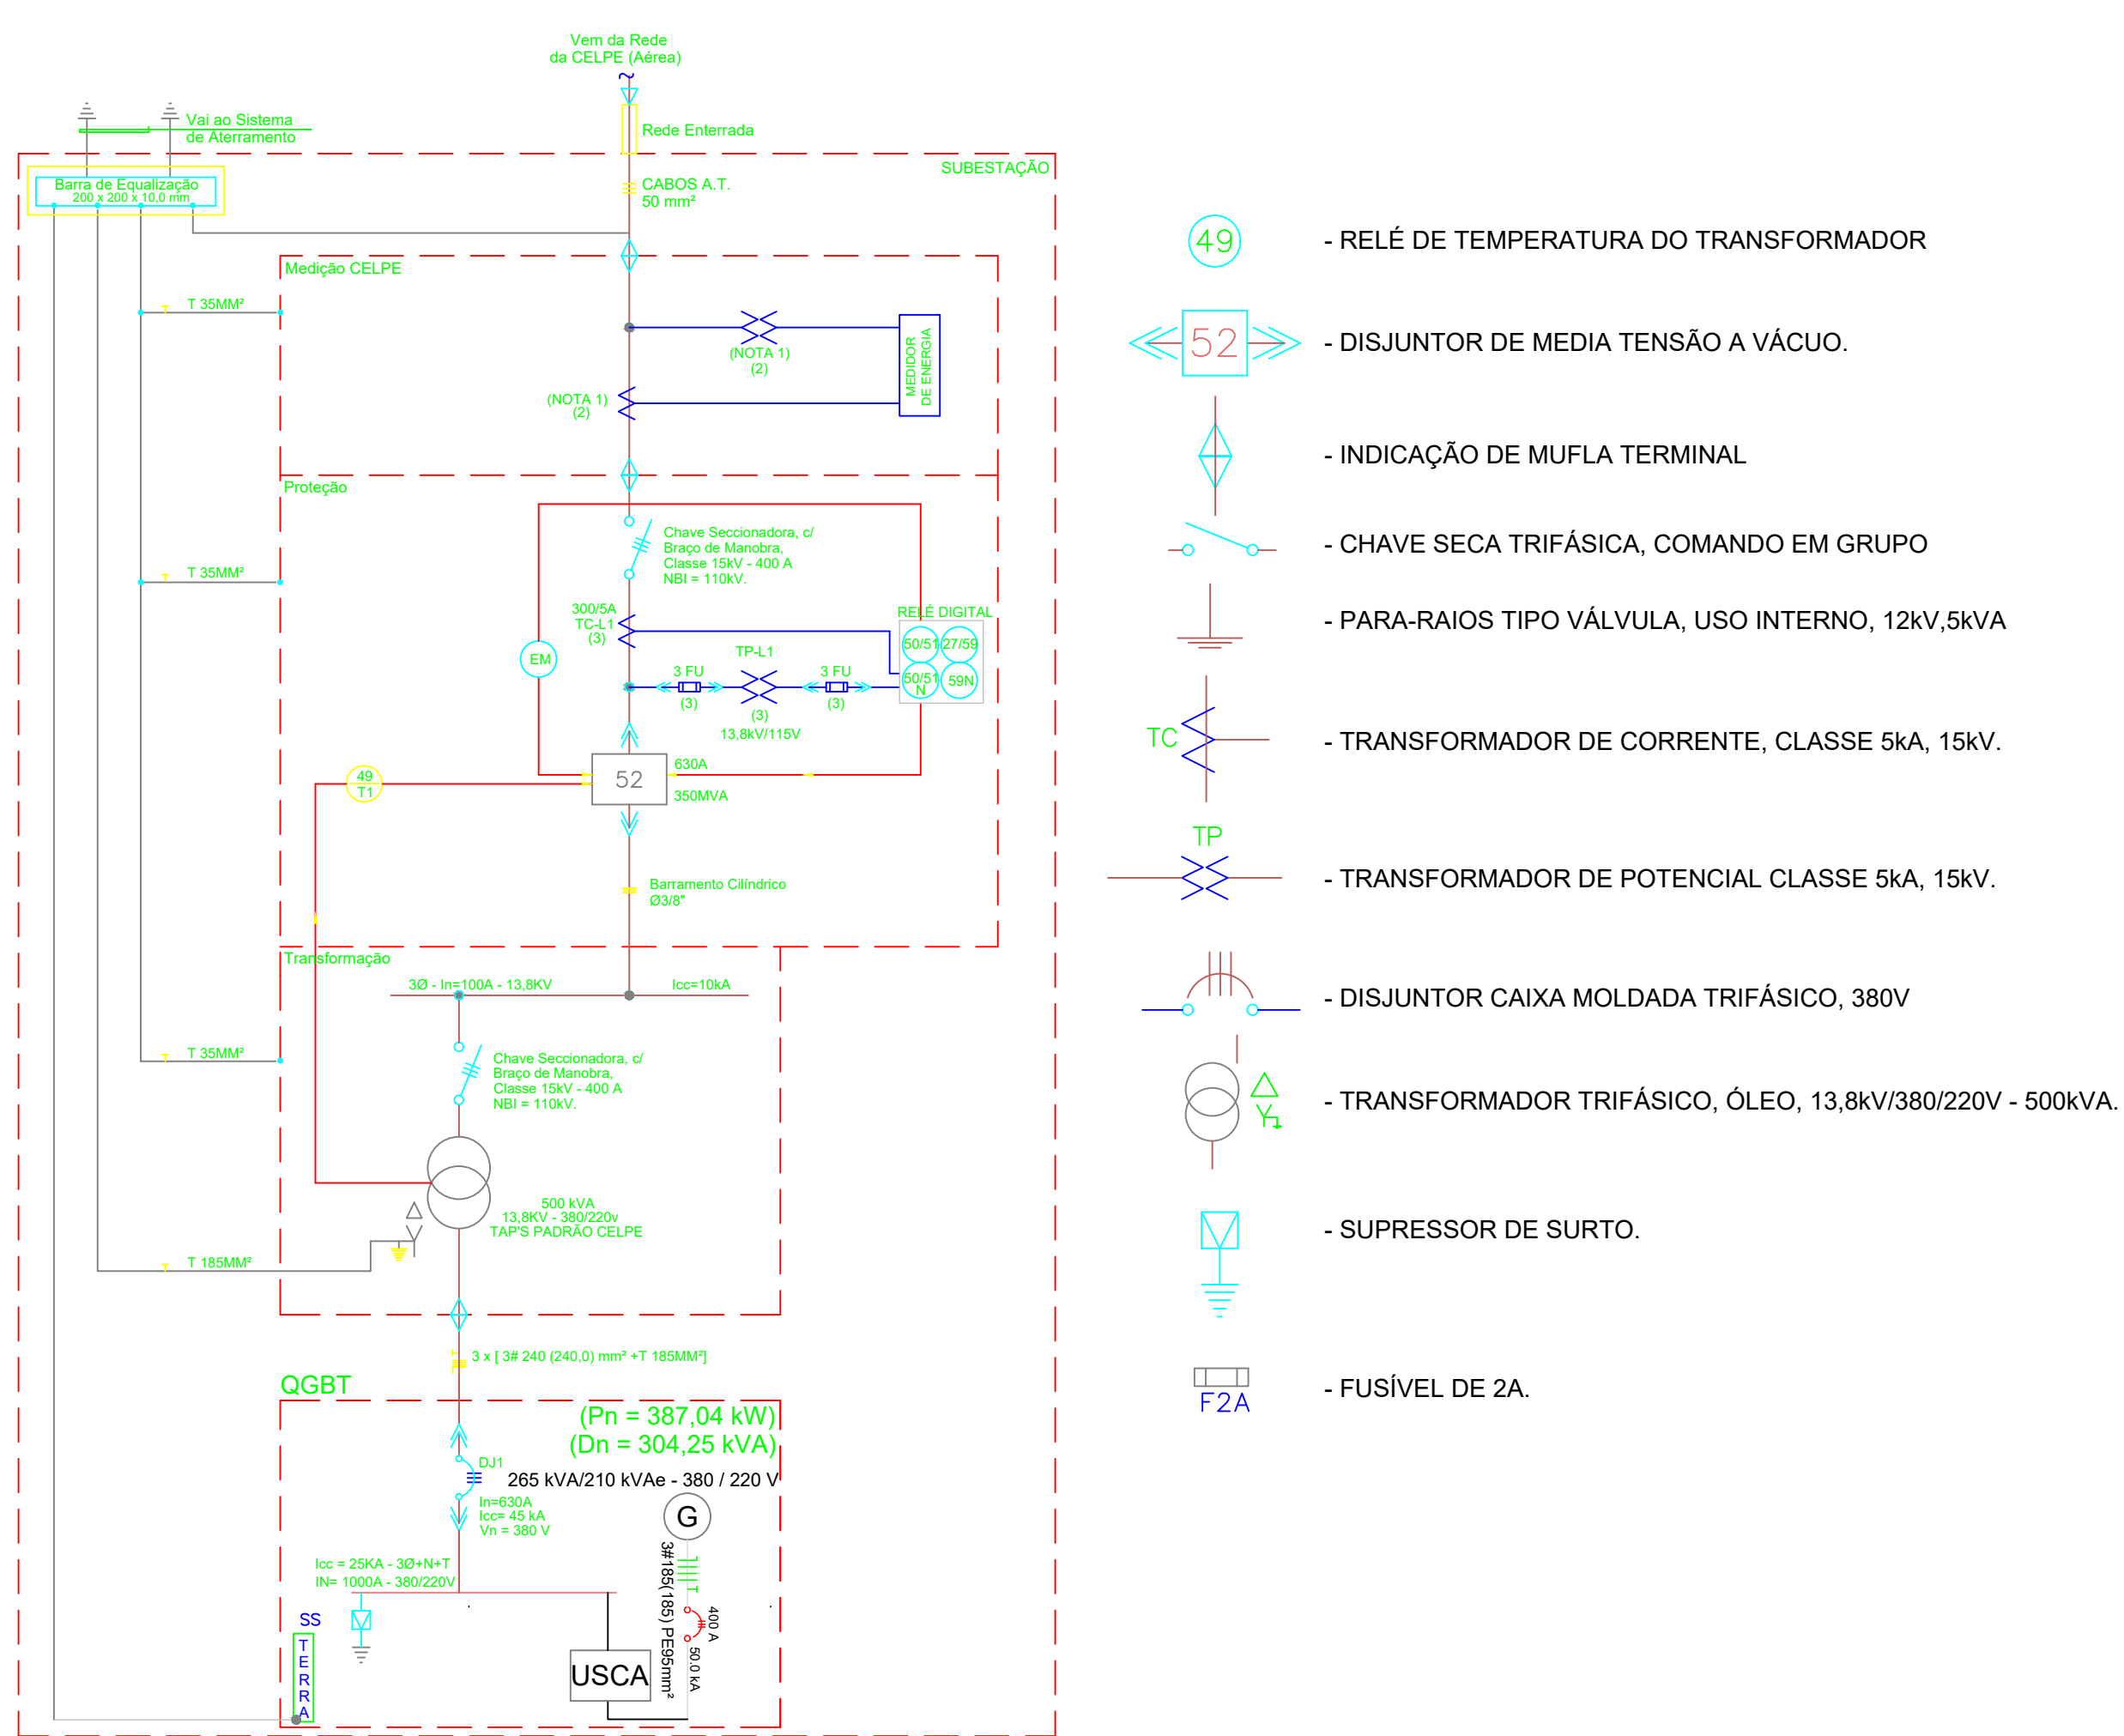 Vem da Rede
da CELPE (Aérea)
Vai ao Sistema
de Aterramento
Rede Enterrada
SUBESTAÇÃO
Barra de Equalização
200 x 200 x 10,0 mm
CABOS A.T.
50 mm²
Medição CELPE
T 35MM²
(NOTA 1)
(2)
MEDIDOR
DE ENERGIA
(NOTA 1)
(2)
Proteção
Chave Seccionadora, c/
Braço de Manobra,
Classe 15kV - 400 A
NBI = 110kV.
T 35MM²
300/5A
TC-L1
(3)
RELÉ DIGITAL
50/51
27/59
50/51
N
59N
EM
TP-L1
3 FU
(3)
3 FU
(3)
(3)
13,8kV/115V
49
T1
52
630A
350MVA
Barramento Cilíndrico
Ø3/8"
Transformação
3Ø - In=100A - 13,8KV
Icc=10kA
T 35MM²
Chave Seccionadora, c/
Braço de Manobra,
Classe 15kV - 400 A
NBI = 110kV.
500 kVA
13,8KV - 380/220v
TAP'S PADRÃO CELPE
T 185MM²
3 x [ 3# 240 (240,0) mm² +T 185MM²]
T
QGBT
(Pn = 387,04 kW)
(Dn = 304,25 kVA)
DJ1
265 kVA/210 kVAe - 380 / 220 V
In=630A
Icc= 45 kA
Vn = 380 V
G
3#185(185) PE95mm²
T
400 A
50.0 kA
Icc = 25KA - 3Ø+N+T
IN= 1000A - 380/220V
SS
TERRA
USCA
49
- RELÉ DE TEMPERATURA DO TRANSFORMADOR
52
- DISJUNTOR DE MEDIA TENSÃO A VÁCUO.
- INDICAÇÃO DE MUFLA TERMINAL
- CHAVE SECA TRIFÁSICA, COMANDO EM GRUPO
- PARA-RAIOS TIPO VÁLVULA, USO INTERNO, 12kV,5kVA
TC
- TRANSFORMADOR DE CORRENTE, CLASSE 5kA, 15kV.
TP
- TRANSFORMADOR DE POTENCIAL CLASSE 5kA, 15kV.
- DISJUNTOR CAIXA MOLDADA TRIFÁSICO, 380V
- TRANSFORMADOR TRIFÁSICO, ÓLEO, 13,8kV/380/220V - 500kVA.
- SUPRESSOR DE SURTO.
F2A
- FUSÍVEL DE 2A.